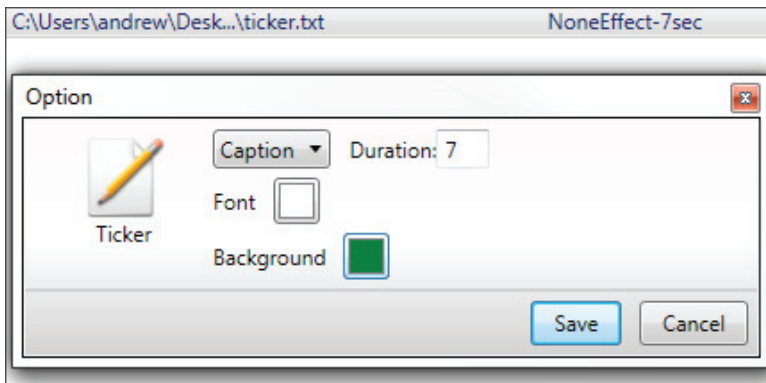 C:\Users\andrew\Desk...\ticker.txt NoneEffect-7sec
Option
Caption Duration: 7
Font
Ticker
Background
Save Cancel